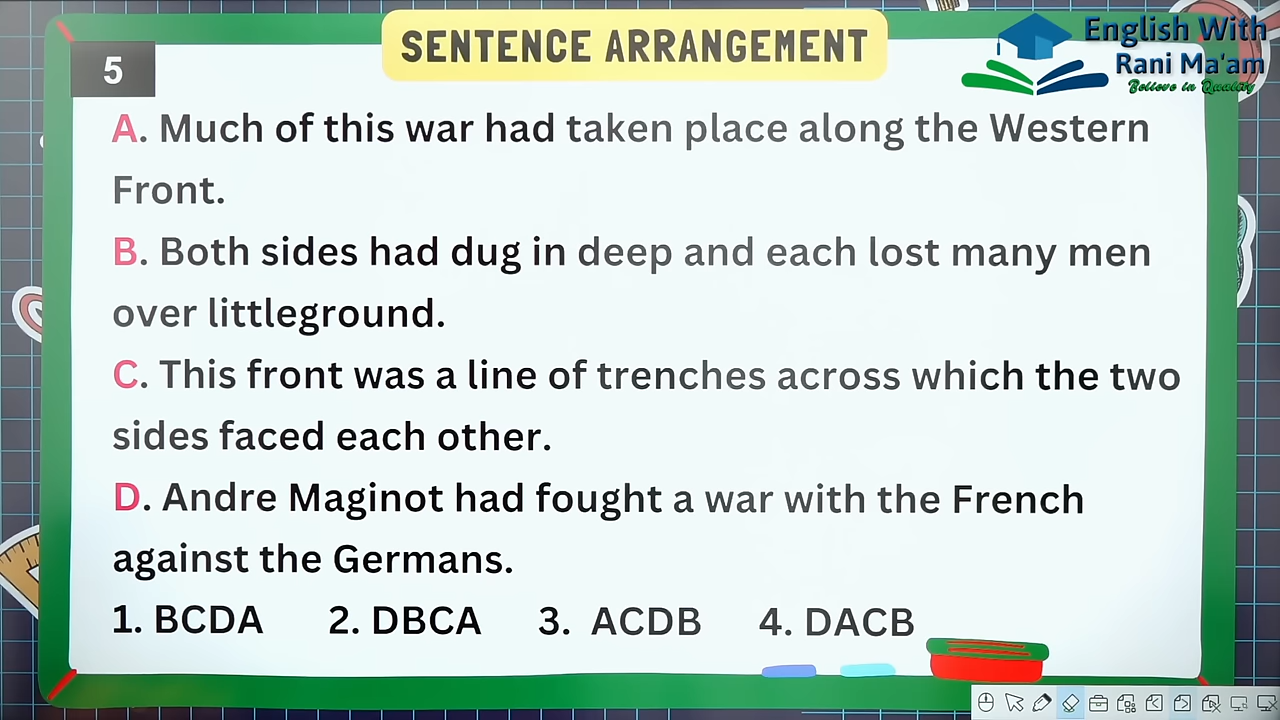 SENTENCE ARRANGEMENT
English With
Rani Ma'am
Believe in Quality
5
A. Much of this war had taken place along the Western
Front.
B. Both sides had dug in deep and each lost many men
over littleground.
C. This front was a line of trenches across which the two
sides faced each other.
D. Andre Maginot had fought a war with the French
against the Germans.
1. BCDA 2. DBCA 3. ACDB 4. DACB